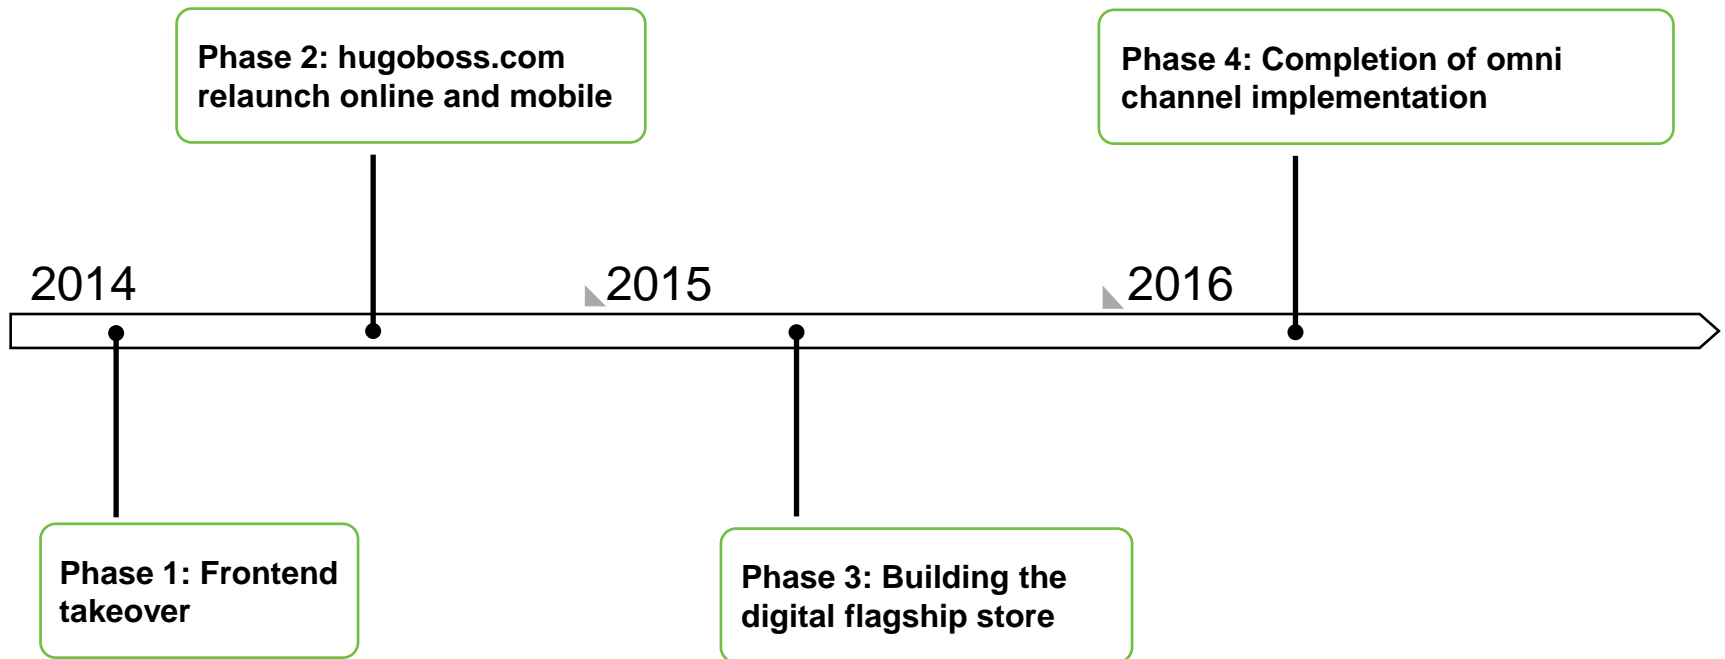 Phase 2: hugoboss.com
relaunch online and mobile
Phase 4: Completion of omni
channel implementation
2014
2015
2016
Phase 1: Frontend
takeover
Phase 3: Building the
digital flagship store